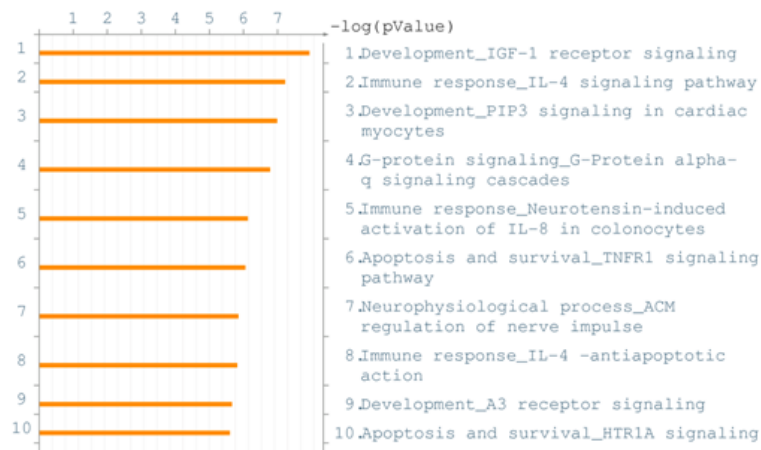 1 2 3 4 5 6 7
-log(pValue)
1 1.Development_IGF-1 receptor signaling
2 2.Immune response_IL-4 signaling pathway
3 3.Development_PIP3 signaling in cardiac
myocytes
4 4.G-protein signaling_G-Protein alpha-
q signaling cascades
5 5.Immune response_Neurotensin-induced
activation of IL-8 in colonocytes
6 6.Apoptosis and survival_TNFR1 signaling
pathway
7 7.Neurophysiological process_ACM
regulation of nerve impulse
8 8.Immune response_IL-4 -antiapoptotic
action
9 9.Development_A3 receptor signaling
10 10.Apoptosis and survival_HTR1A signaling